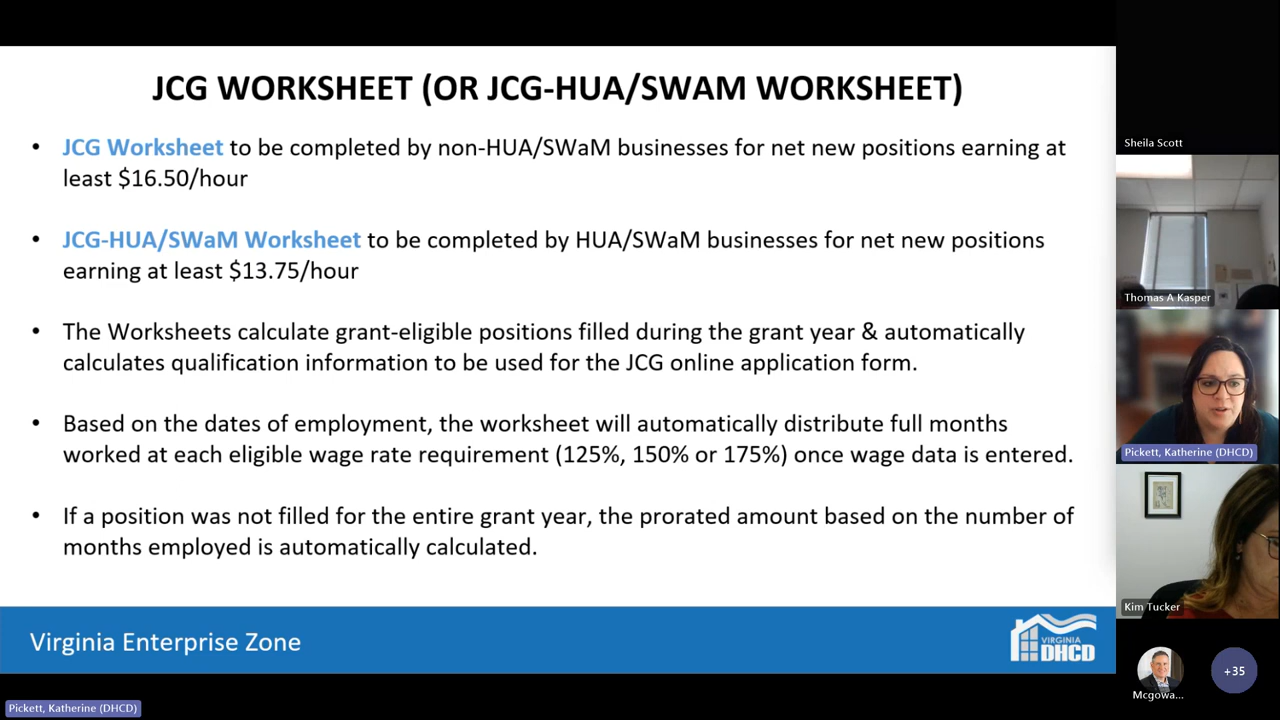 JCG WORKSHEET (OR JCG-HUA/SWAM WORKSHEET)
• JCG Worksheet to be completed by non-HUA/SWaM businesses for net new positions earning at
least $16.50/hour
• JCG-HUA/SWaM Worksheet to be completed by HUA/SWaM businesses for net new positions
earning at least $13.75/hour
• The Worksheets calculate grant-eligible positions filled during the grant year & automatically
calculates qualification information to be used for the JCG online application form.
• Based on the dates of employment, the worksheet will automatically distribute full months
worked at each eligible wage rate requirement (125%, 150% or 175%) once wage data is entered.
• If a position was not filled for the entire grant year, the prorated amount based on the number of
months employed is automatically calculated.
Virginia Enterprise Zone
VIRGINIA
DHCD
Pickett, Katherine (DHCD)
Sheila Scott
Thomas A Kasper
Pickett, Katherine (DHCD)
Kim Tucker
Mcgowa...
+35